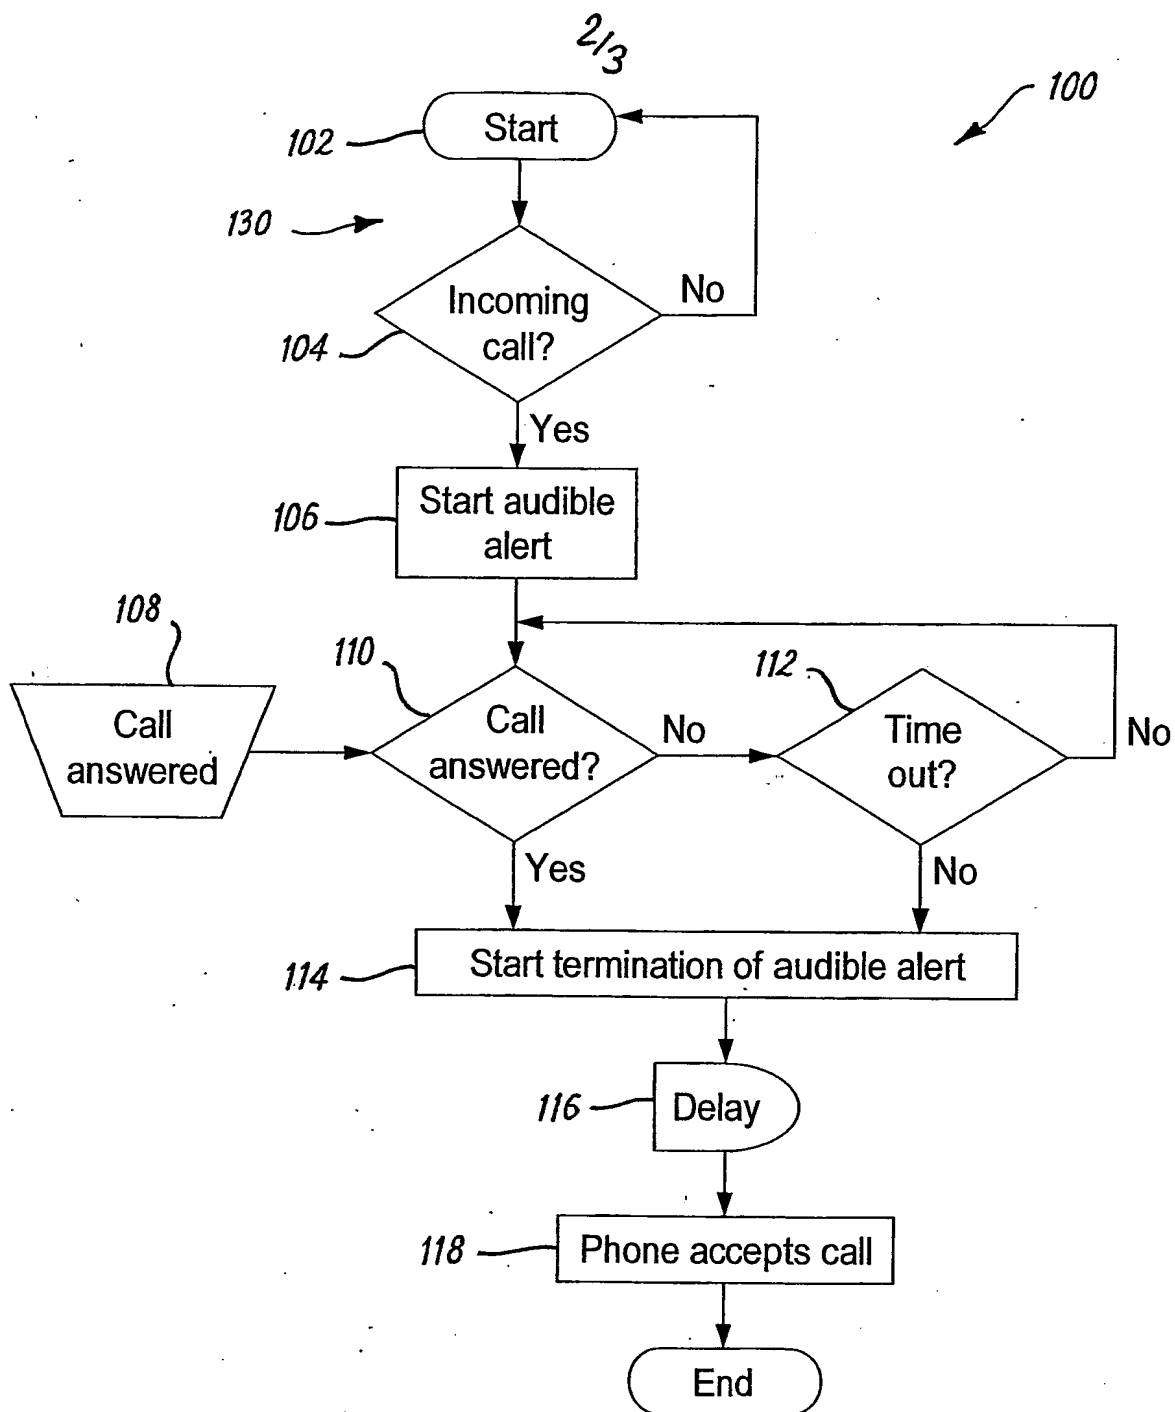 2/3
100
102
Start
130
Incoming
call?
No
104
Yes
106
Start audible
alert
108
110
112
Call
answered
Call
answered?
No
Time
out?
No
Yes
No
114
Start termination of audible alert
116
Delay
118
Phone accepts call
End